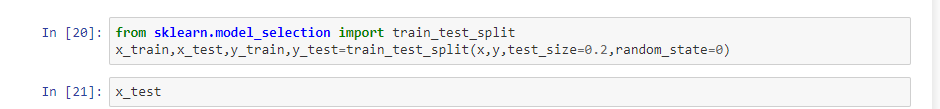 In [20]: from sklearn.model_selection import train_test_split
x_train,x_test,y_train,y_test=train_test_split(x,y,test_size=0.2,random_state=0)
In [21]: x_test